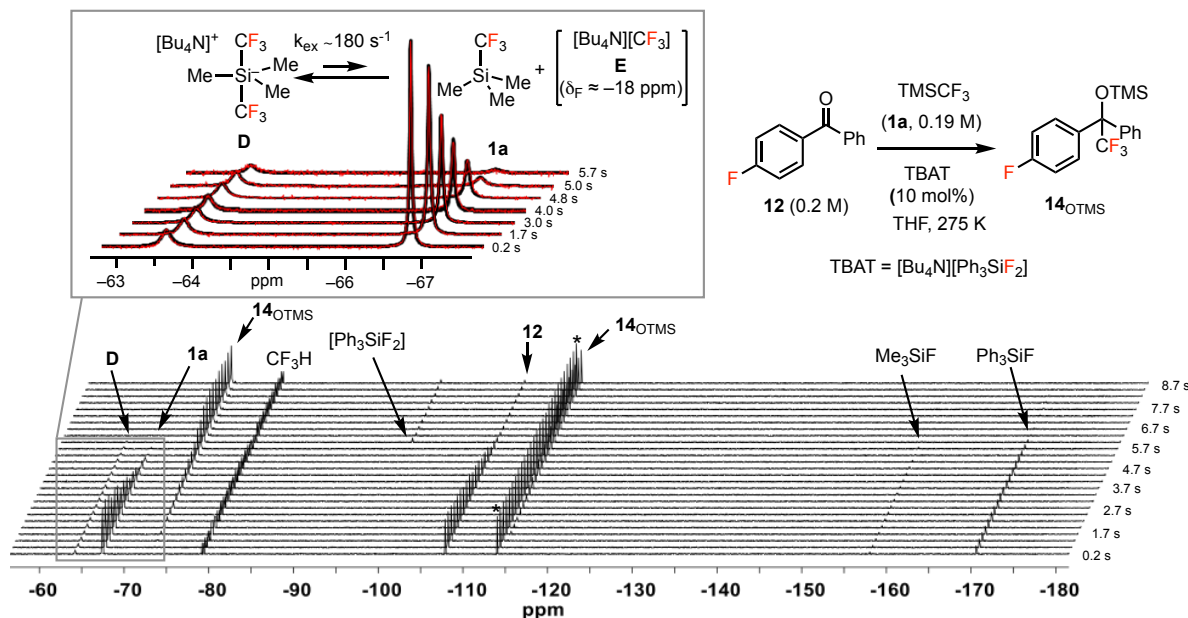 [Bu4N]+
CF3
Si–
Me
Me
Me
CF3
D
kex ~180 s-1
CF3
Si
Me
Me
Me
+
[Bu4N][CF3]
E
(δF ≈ –18 ppm)
1a
5.7 s
5.0 s
4.8 s
4.0 s
3.0 s
1.7 s
0.2 s
–63
–64
ppm
–66
–67
O
Ph
F
12 (0.2 M)
TMSCF3
(1a, 0.19 M)
TBAT
(10 mol%)
THF, 275 K
OTMS
Ph
CF3
F
14OTMS
TBAT = [Bu4N][Ph3SiF2]
D
1a
14OTMS
CF3H
[Ph3SiF2]
12
*
14OTMS
Me3SiF
Ph3SiF
*
8.7 s
7.7 s
6.7 s
5.7 s
4.7 s
3.7 s
2.7 s
1.7 s
0.2 s
-60
-70
-80
-90
-100
-110
-120
-130
-140
-150
-160
-170
-180
ppm